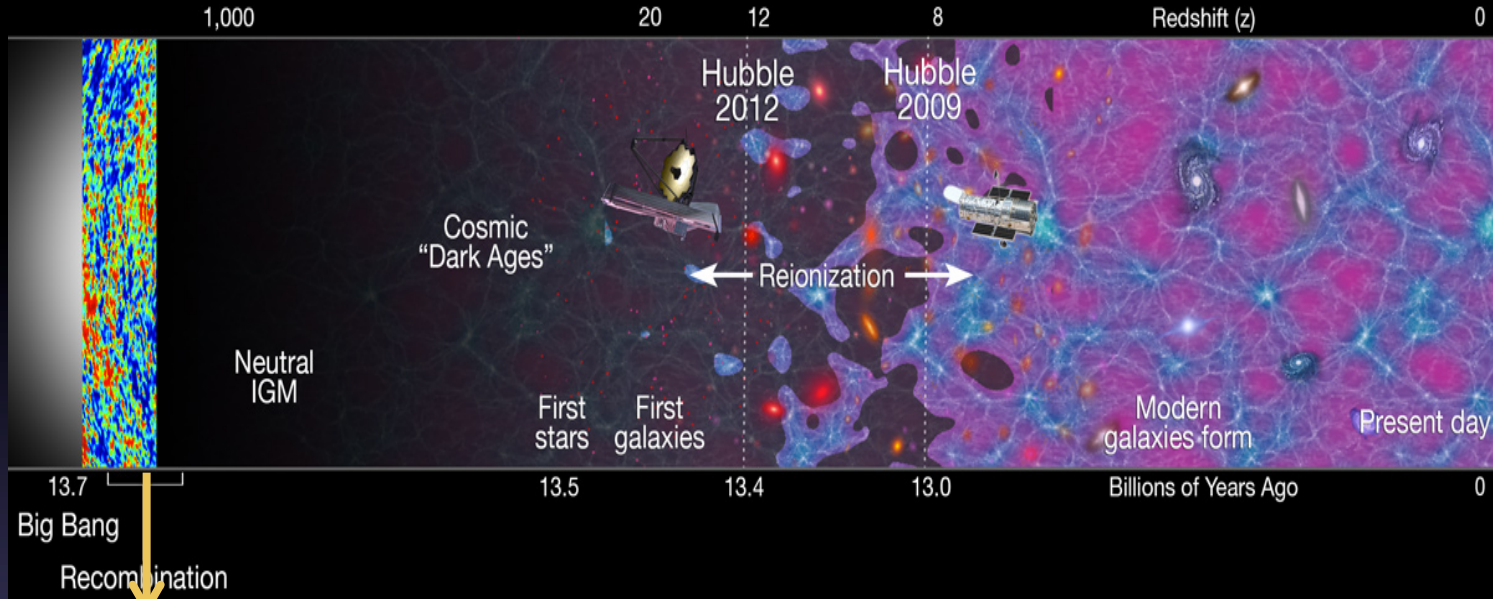 1,000 20 12 8 Redshift (z) 0
Hubble
2012
Hubble
2009
Cosmic
“Dark Ages”
Reionization
Neutral
IGM
First
stars
First
galaxies
Modern
galaxies form
Present day
13.7 13.5 13.4 13.0 Billions of Years Ago 0
Big Bang
Recombination